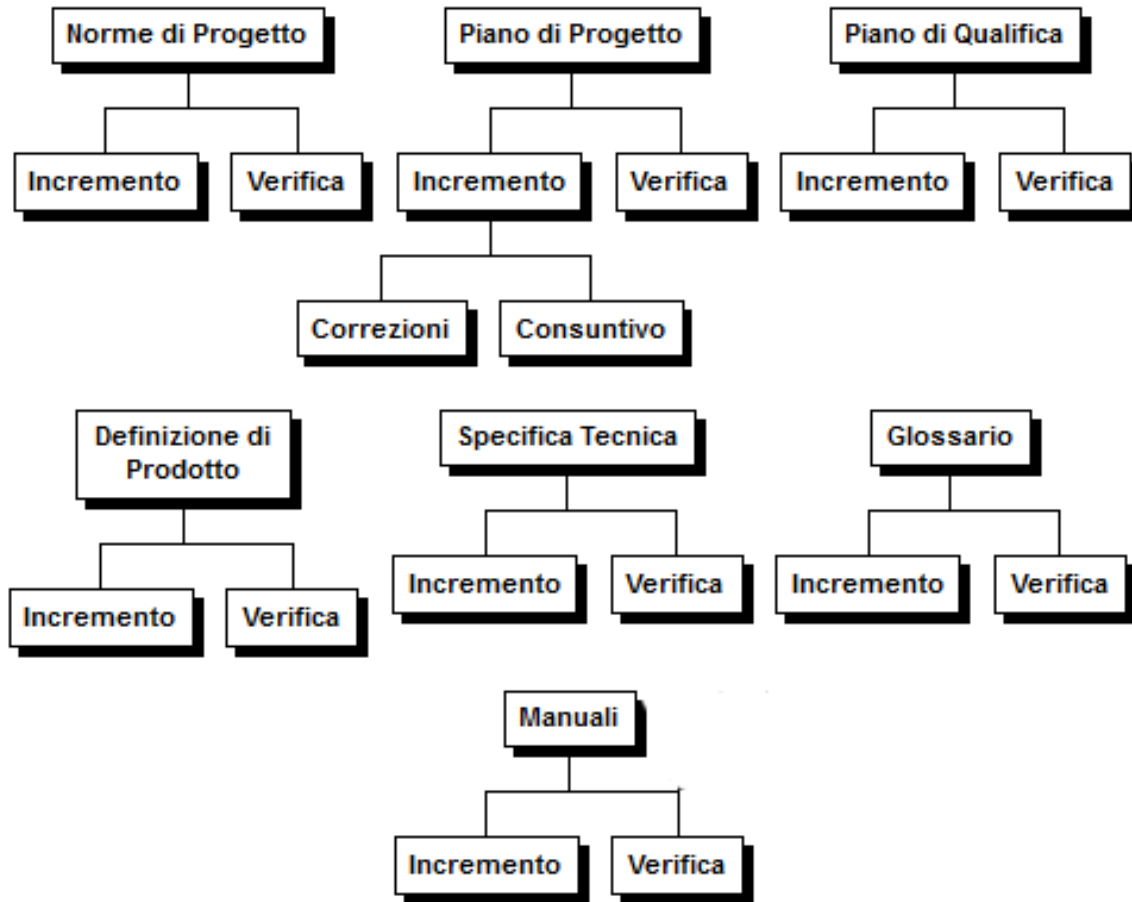 Norme di Progetto
Piano di Progetto
Piano di Qualifica
Incremento
Verifica
Incremento
Verifica
Incremento
Verifica
Correzioni
Consuntivo
Definizione di
Prodotto
Specifica Tecnica
Glossario
Incremento
Verifica
Incremento
Verifica
Incremento
Verifica
Manuali
Incremento
Verifica